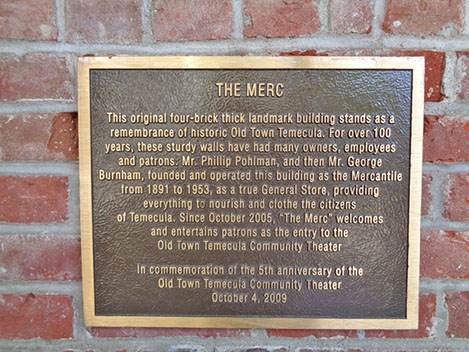 THE MERC
This original four-brick thick landmark building stands as a
remembrance of historic Old Town Temecula. For over 100
years, these sturdy walls have had many owners, employees
and patrons. Mr. Phillip Pohlman, and then Mr. George
Burnham, founded and operated this building as the Mercantile
from 1891 to 1953, as a true General Store, providing
everything to nourish and clothe the citizens
of Temecula. Since October 2005, "The Merc" welcomes
and entertains patrons as the entry to the
Old Town Temecula Community Theater
In commemoration of the 5th anniversary of the
Old Town Temecula Community Theater
October 4, 2009